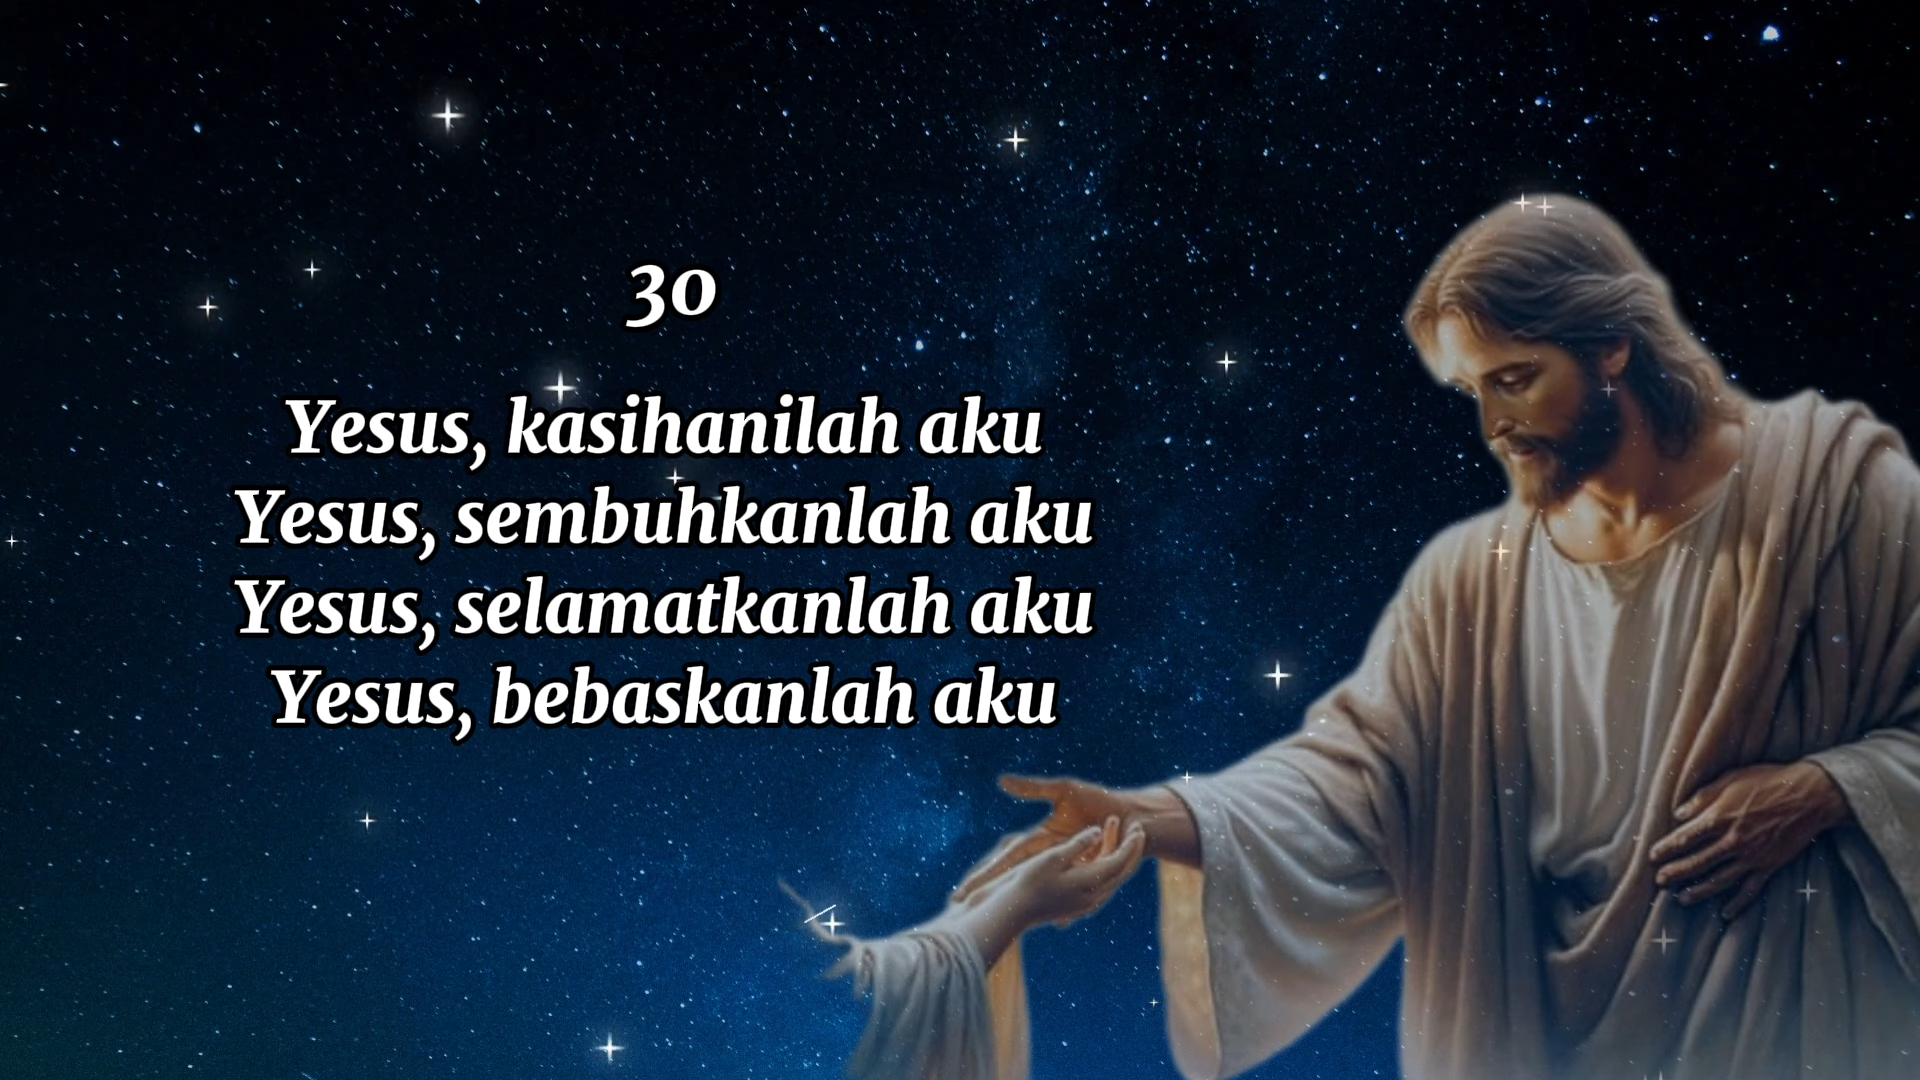 30
Yesus, kasihanilah aku
Yesus, sembuhkanlah aku
Yesus, selamatkanlah aku
Yesus, bebaskanlah aku